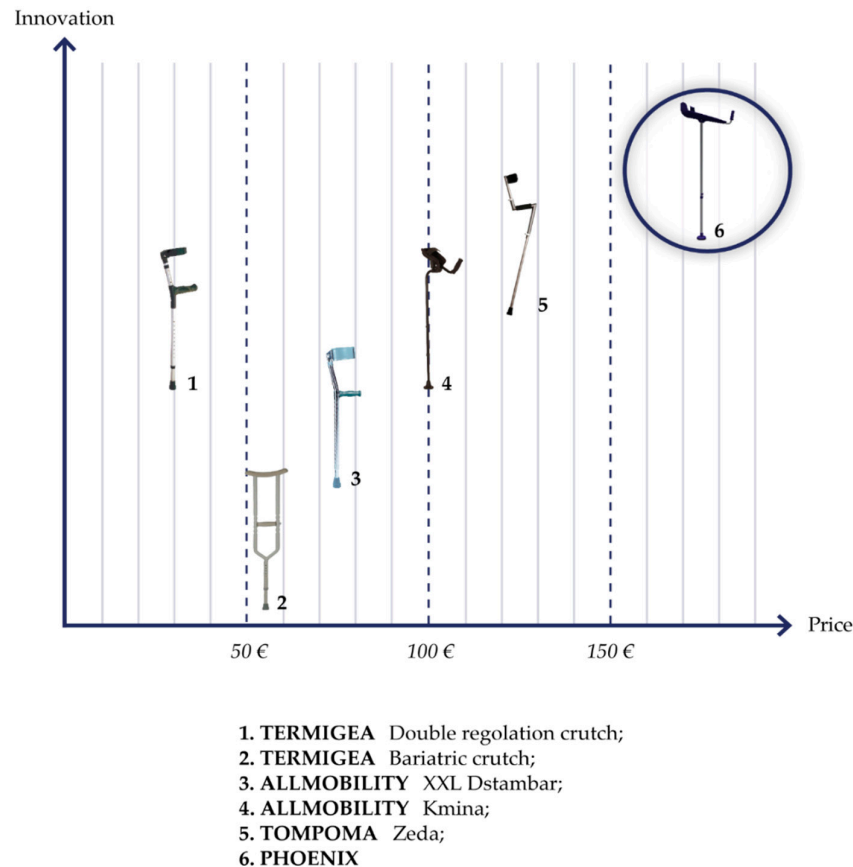 Innovation
6
5
1
4
3
2
Price
50 €
100 €
150 €
1. TERMIGEA Double regolation crutch;
2. TERMIGEA Bariatric crutch;
3. ALLMOBILITY XXL Dstambar;
4. ALLMOBILITY Kmina;
5. TOMPOMA Zeda;
6. PHOENIX